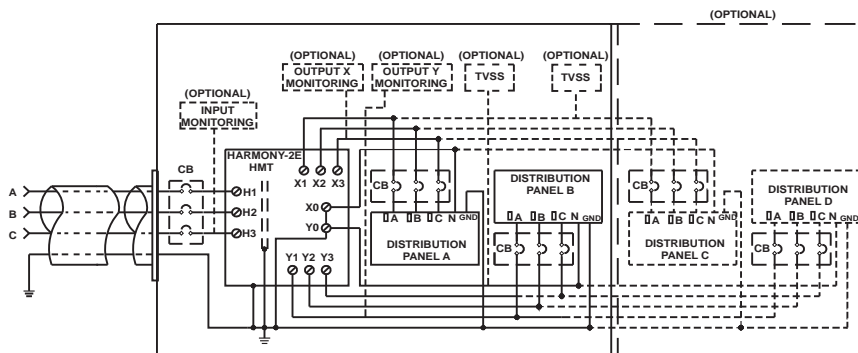 (OPTIONAL)
(OPTIONAL)
(OPTIONAL)
(OPTIONAL)
(OPTIONAL)
OUTPUT X
MONITORING
OUTPUT Y
MONITORING
TVSS
TVSS
(OPTIONAL)
INPUT
MONITORING
HARMONY-2E
HMT
CB
A
B
C
H1
H2
H3
X1 X2 X3
X0
Y0
Y1 Y2 Y3
CB
A B C N GND
DISTRIBUTION
PANEL A
DISTRIBUTION
PANEL B
A B C N GND
CB
CB
A B C N GND
DISTRIBUTION
PANEL C
DISTRIBUTION
PANEL D
A B C N GND
CB